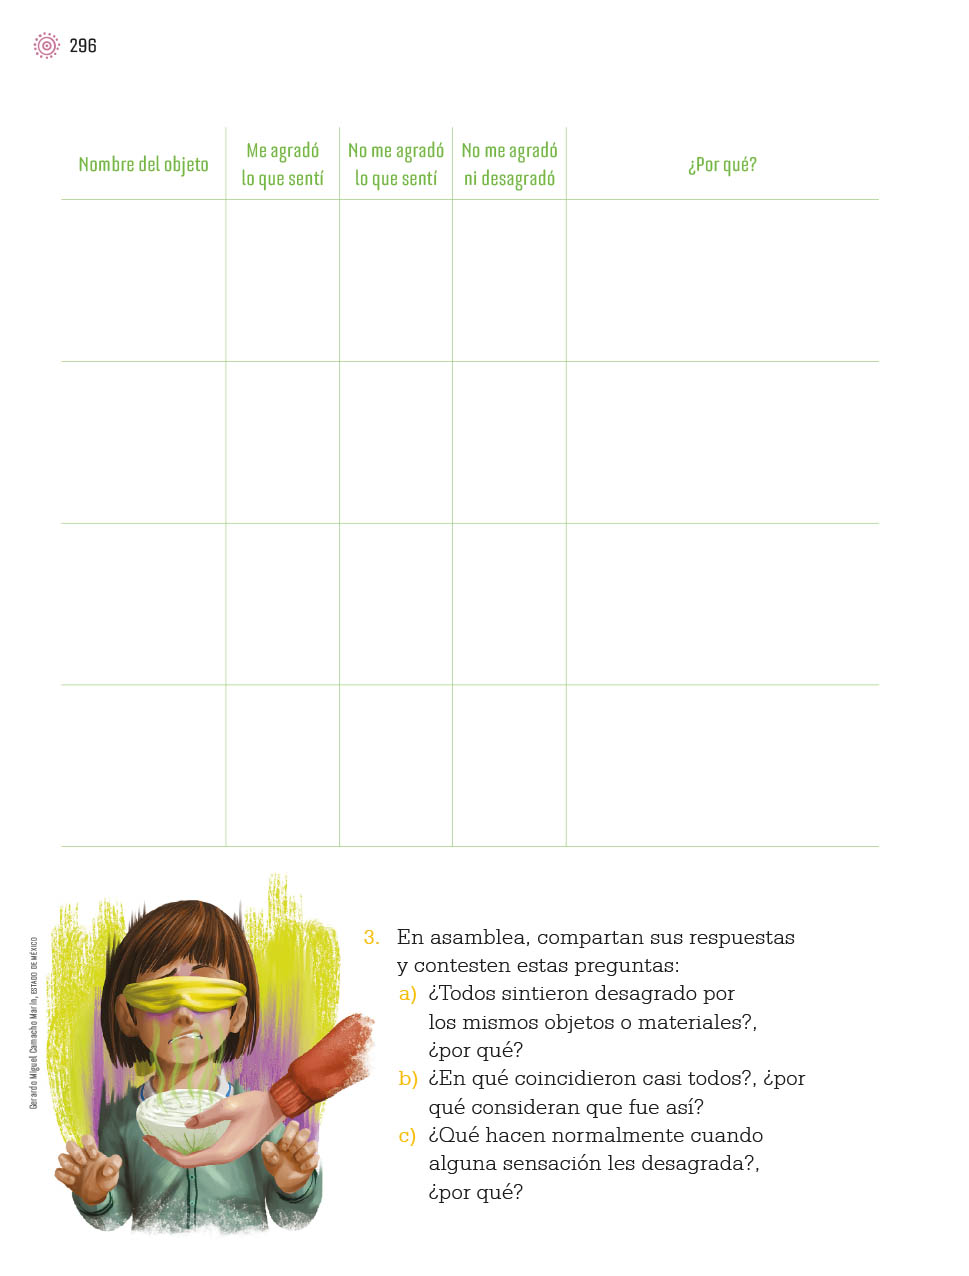 296
Nombre del objeto
Me agradó
lo que sentí
No me agradó
lo que sentí
No me agradó
ni desagradó
¿Por qué?
Gerardo Miguel Camacho Marín, ESTADO DE MÉXICO
3. En asamblea, compartan sus respuestas
y contesten estas preguntas:
a) ¿Todos sintieron desagrado por
los mismos objetos o materiales?,
¿por qué?
b) ¿En qué coincidieron casi todos?, ¿por
qué consideran que fue así?
c) ¿Qué hacen normalmente cuando
alguna sensación les desagrada?,
¿por qué?